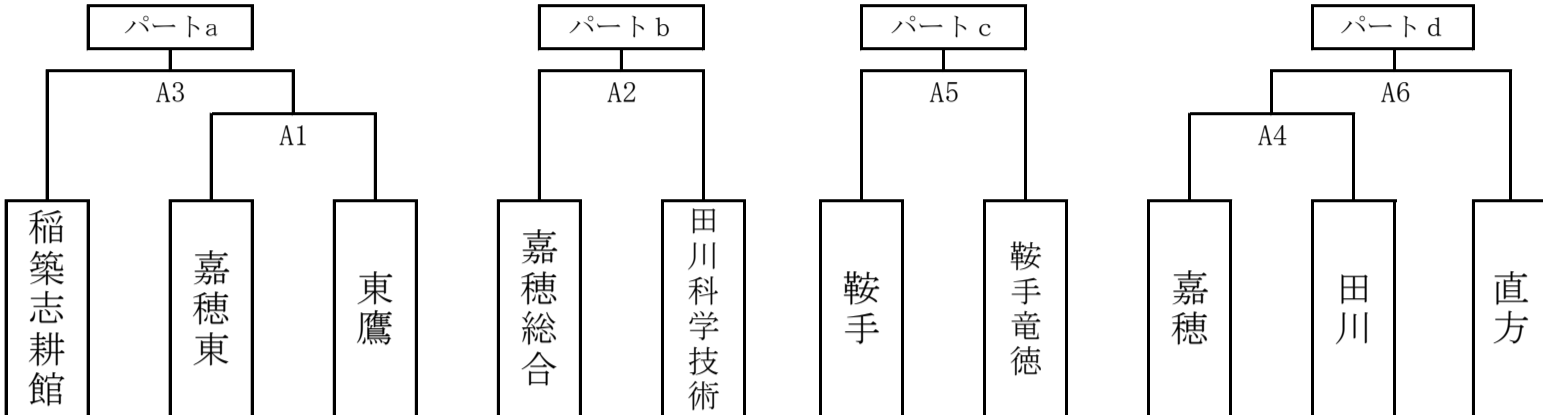 パートa
パートb
パートc
パートd
A3
A2
A5
A6
A1
A4
稲築志耕館
嘉穂東
東鷹
嘉穂総合
田川科学技術
鞍手
鞍手竜徳
嘉穂
田川
直方